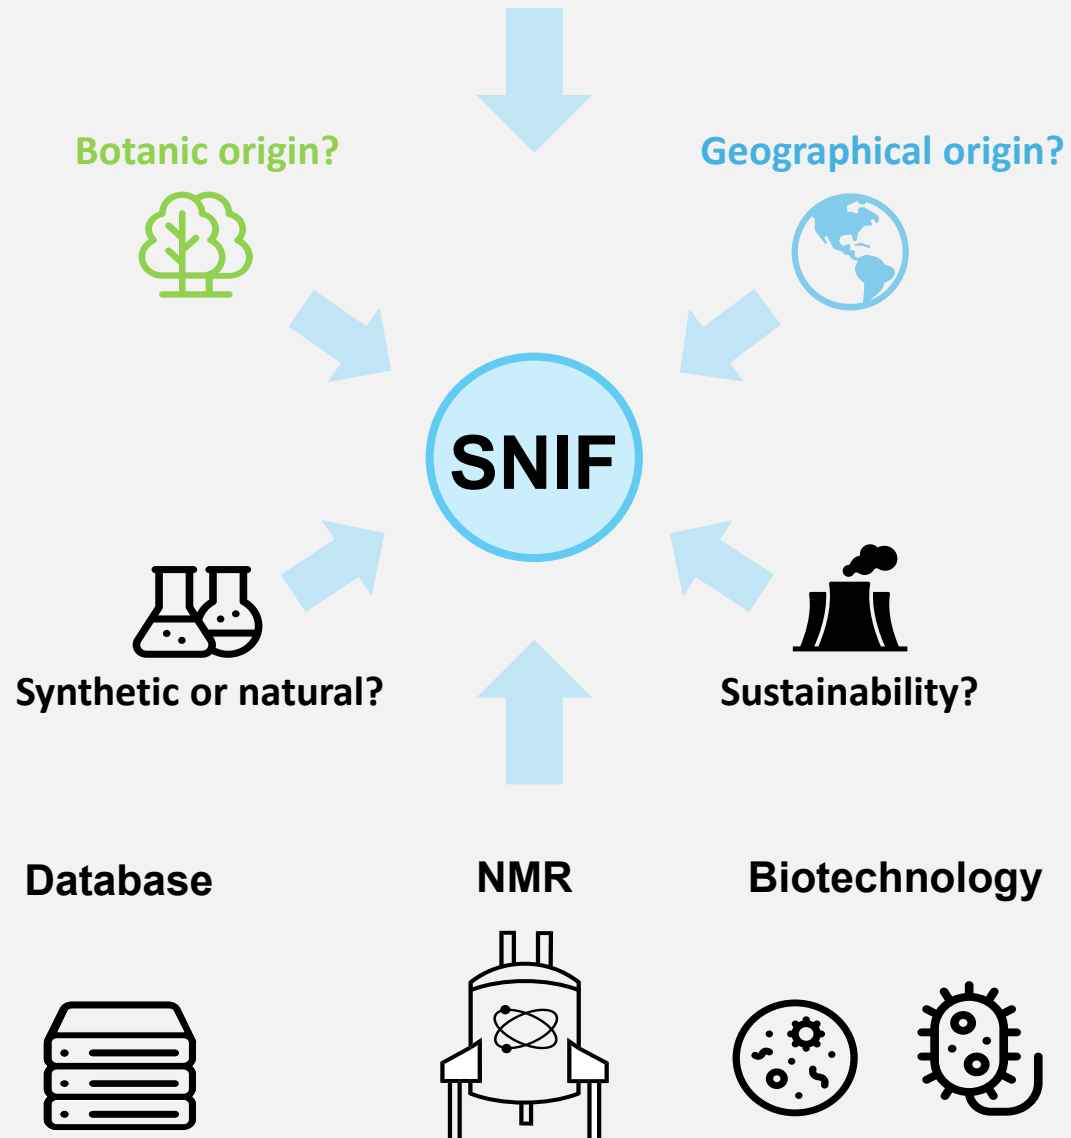 Botanic origin?
Geographical origin?
SNIF
Synthetic or natural?
Sustainability?
Database
NMR
Biotechnology